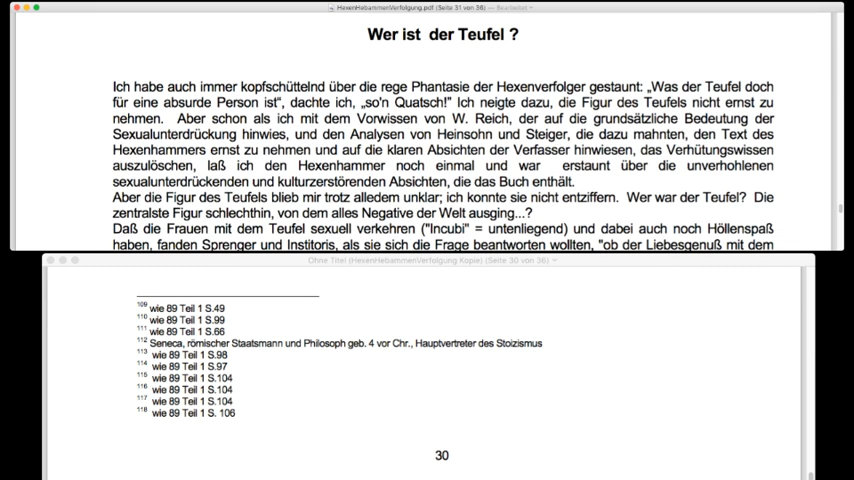 HexenHebammenVerfolgung.pdf (Seite 31 von 36) — Bearbeitet
Wer ist der Teufel ?
Ich habe auch immer kopfschüttelnd über die rege Phantasie der Hexenverfolger gestaunt: „Was der Teufel doch
für eine absurde Person ist“, dachte ich, „so'n Quatsch!” Ich neigte dazu, die Figur des Teufels nicht ernst zu
nehmen. Aber schon als ich mit dem Vorwissen von W. Reich, der auf die grundsätzliche Bedeutung der
Sexualunterdrückung hinwies, und den Analysen von Heinsohn und Steiger, die dazu mahnten, den Text des
Hexenhammers ernst zu nehmen und auf die klaren Absichten der Verfasser hinwiesen, das Verhütungswissen
auszulöschen, laß ich den Hexenhammer noch einmal und war erstaunt über die unverhohlenen
sexualunterdrückenden und kulturzerstörenden Absichten, die das Buch enthält.
Aber die Figur des Teufels blieb mir trotz alledem unklar; ich konnte sie nicht entziffern. Wer war der Teufel? Die
zentralste Figur schlechthin, von dem alles Negative der Welt ausging...?
Daß die Frauen mit dem Teufel sexuell verkehren ("Incubi" = untenliegend) und dabei auch noch Höllenspaß
haben, fanden Sprenger und Institoris, als sie sich die Frage beantworten wollten, "ob der Liebesgenuß mit dem
Ohne Titel (HexenHebammenVerfolgung Kopie) (Seite 30 von 36)
109 wie 89 Teil 1 S.49
110 wie 89 Teil 1 S.99
111 wie 89 Teil 1 S.66
112 Seneca, römischer Staatsmann und Philosoph geb. 4 vor Chr., Hauptvertreter des Stoizismus
113 wie 89 Teil 1 S.98
114 wie 89 Teil 1 S.97
115 wie 89 Teil 1 S.104
116 wie 89 Teil 1 S.104
117 wie 89 Teil 1 S.104
118 wie 89 Teil 1 S. 106
30